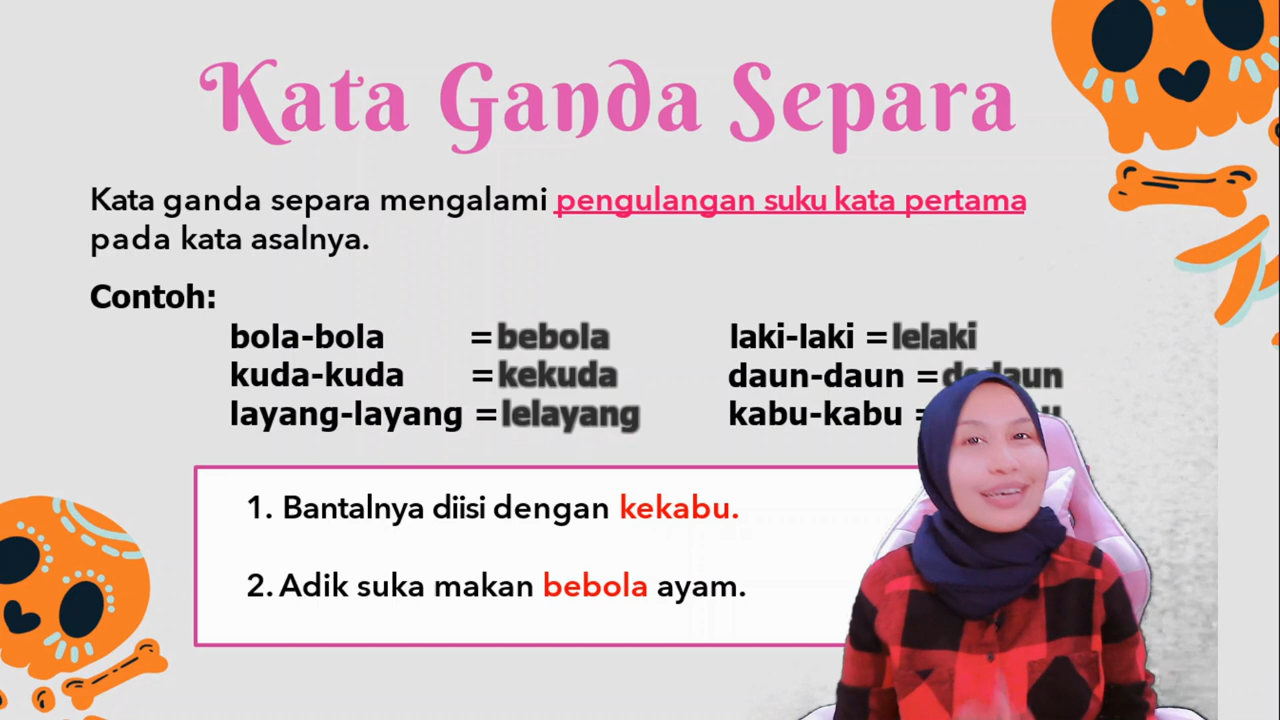 Kata Ganda Separa
Kata ganda separa mengalami pengulangan suku kata pertama
pada kata asalnya.
Contoh:
bola-bola = bebola laki-laki = lelaki
kuda-kuda = kekuda daun-daun =
layang-layang = lelayang kabu-kabu =
1. Bantalnya diisi dengan kekabu.
2. Adik suka makan bebola ayam.